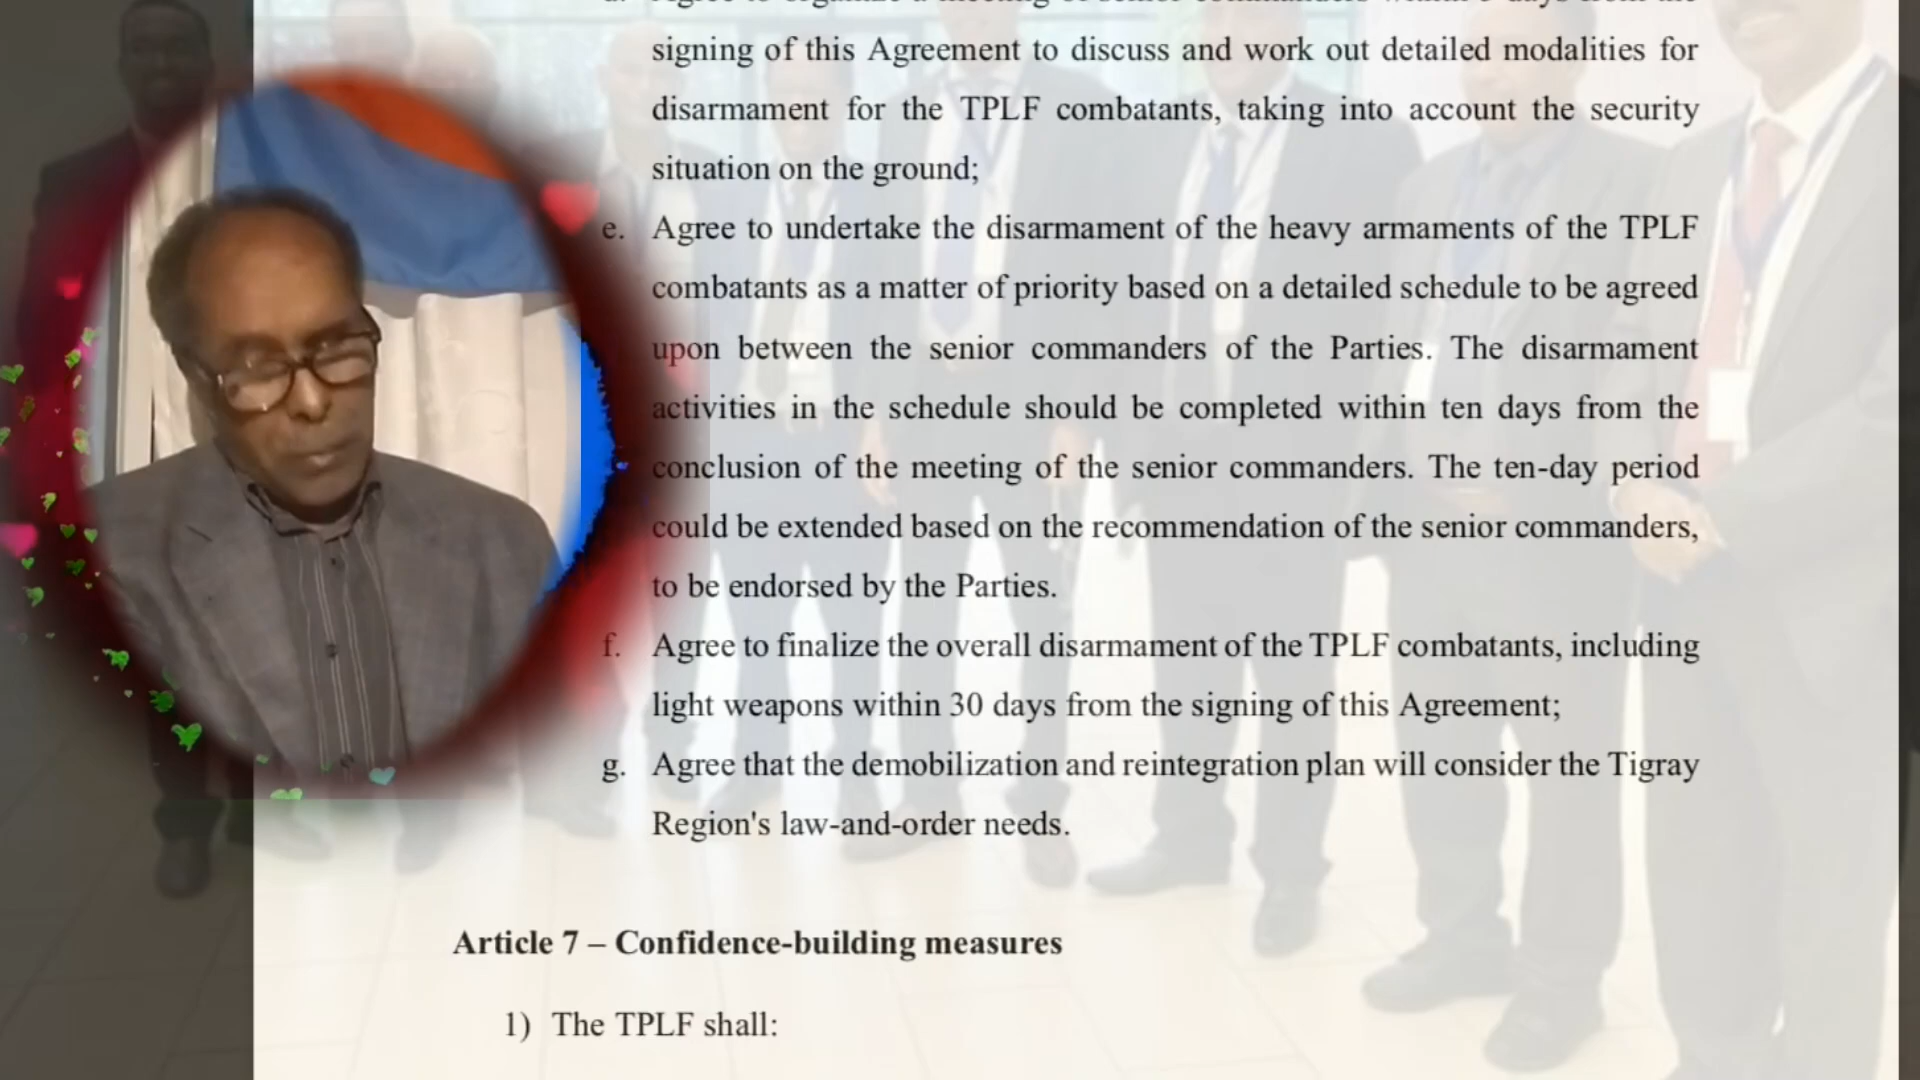 signing of this Agreement to discuss and work out detailed modalities for
disarmament for the TPLF combatants, taking into account the security
situation on the ground;
e. Agree to undertake the disarmament of the heavy armaments of the TPLF
combatants as a matter of priority based on a detailed schedule to be agreed
upon between the senior commanders of the Parties. The disarmament
activities in the schedule should be completed within ten days from the
conclusion of the meeting of the senior commanders. The ten-day period
could be extended based on the recommendation of the senior commanders,
to be endorsed by the Parties.
f. Agree to finalize the overall disarmament of the TPLF combatants, including
light weapons within 30 days from the signing of this Agreement;
g. Agree that the demobilization and reintegration plan will consider the Tigray
Region's law-and-order needs.
Article 7 – Confidence-building measures
1) The TPLF shall: